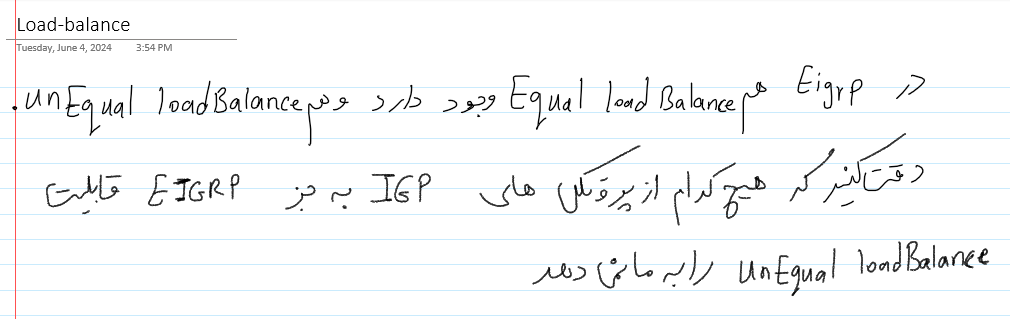 Load-balance
Tuesday, June 4, 2024 3:54 PM
در Eigrp هم Equal load Balance وجود دارد و هم unEqual loadBalance.
دقت کنید که هیچ کدام از پروتکل های IGP به جز EIGRP قابلیت
unEqual loadBalance را به ما نمی دهد